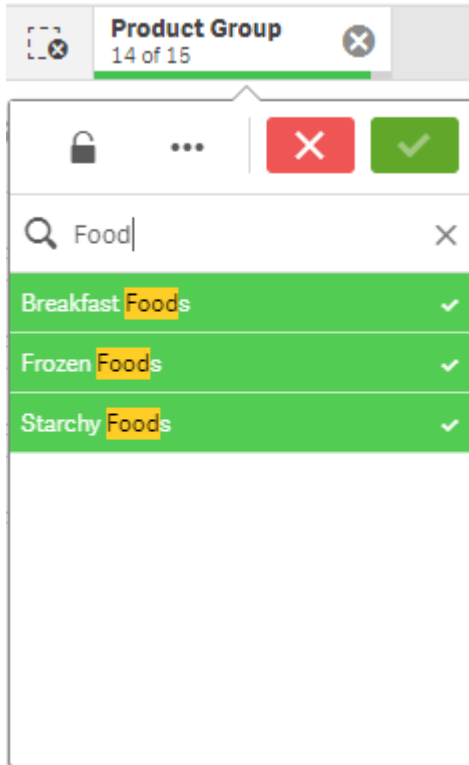 Product Group
14 of 15
Food
Breakfast Foods
Frozen Foods
Starchy Foods